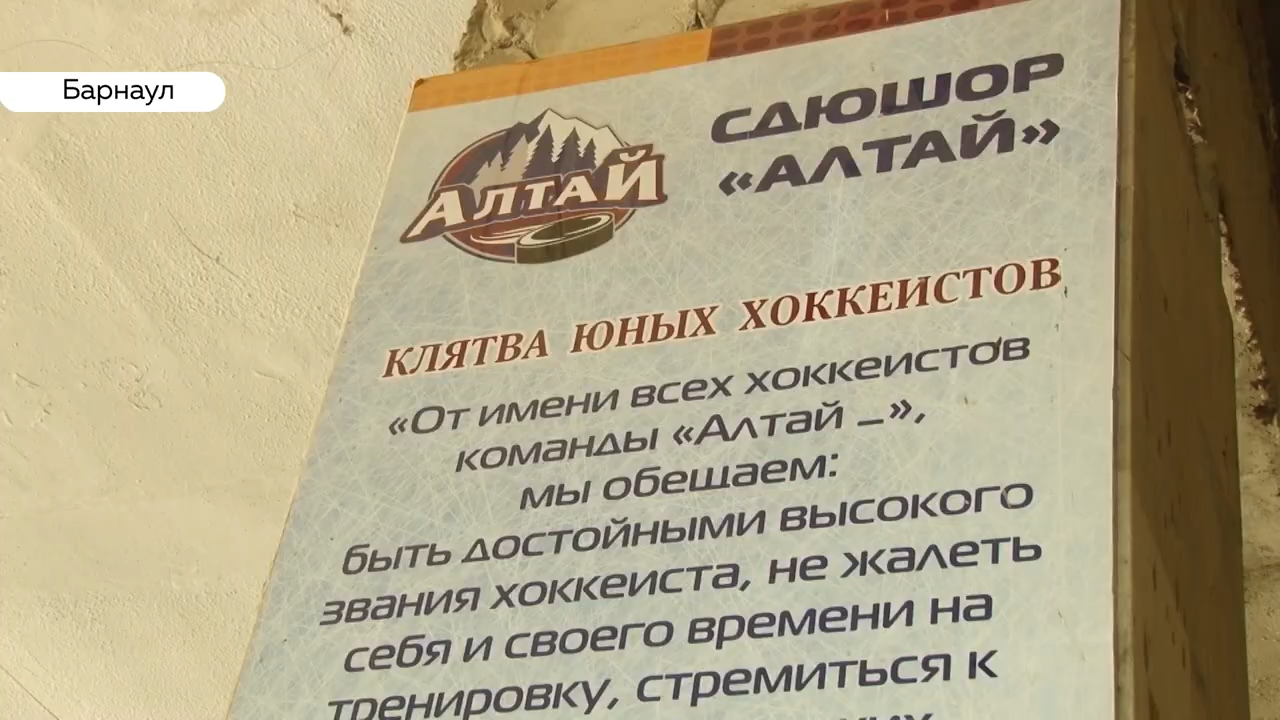 Барнаул
СДЮШОР
«АЛТАЙ»
АЛТАЙ
КЛЯТВА ЮНЫХ ХОККЕИСТОВ
«От имени всех хоккеистов
команды «Алтай –»,
мы обещаем:
быть достойными высокого
звания хоккеиста, не жалеть
себя и своего времени на
тренировку, стремиться к